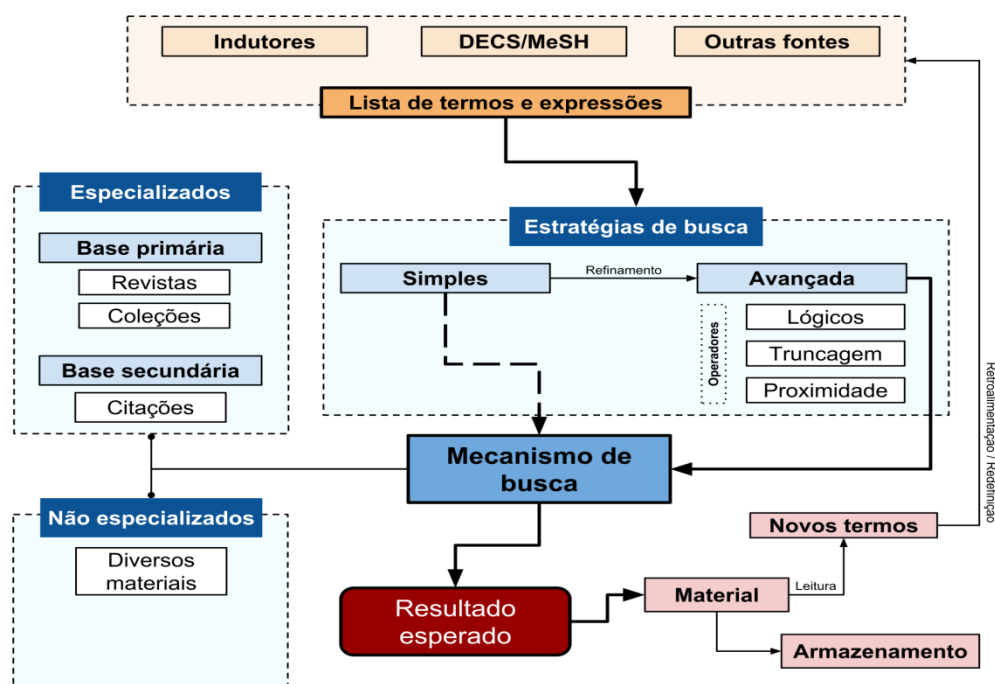 Indutores
DECS/MeSH
Outras fontes
Lista de termos e expressões
Especializados
Base primária
Revistas
Coleções
Base secundária
Citações
Estratégias de busca
Simples
Refinamento
Avançada
Operadores
Lógicos
Truncagem
Proximidade
Mecanismo de
busca
Não especializados
Diversos
materiais
Resultado
esperado
Material
Leitura
Novos termos
Armazenamento
Retroalimentação / Redefinição